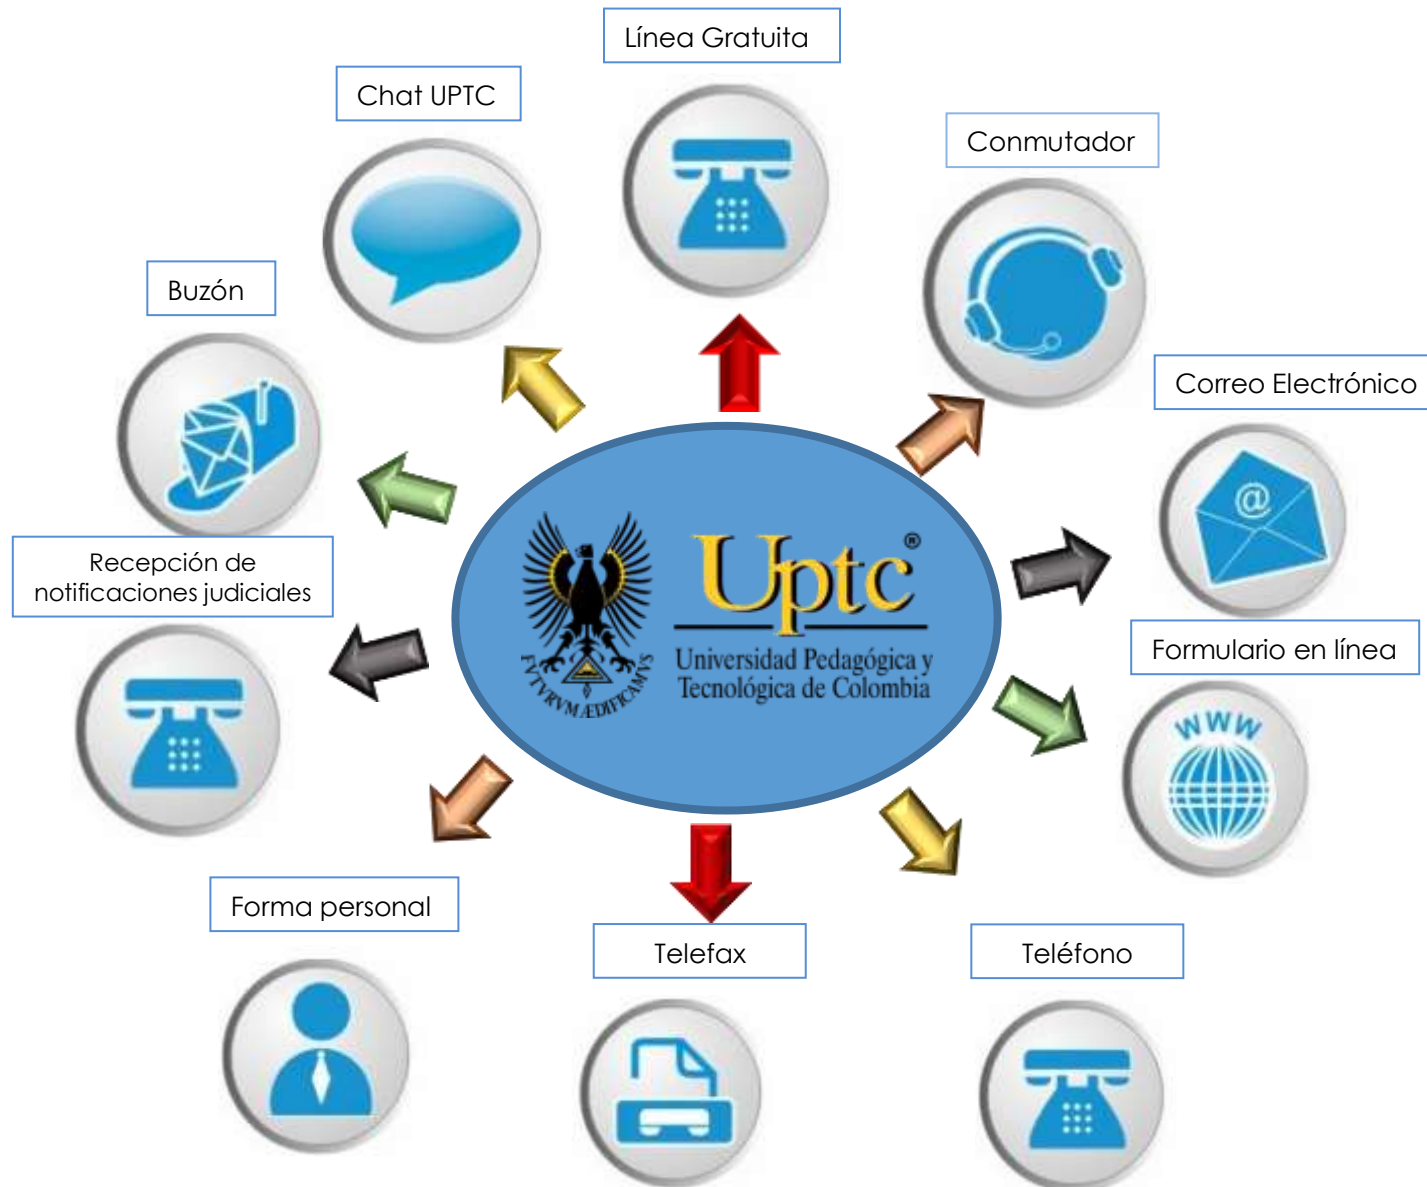 Línea Gratuita
Chat UPTC
Conmutador
Buzón
Correo Electrónico
@
Recepción de
notificaciones judiciales
Uptc®
Universidad Pedagógica y
Tecnológica de Colombia
FVTVRVM ÆDIFICAMVS
Formulario en línea
WWW
Forma personal
Telefax
Teléfono